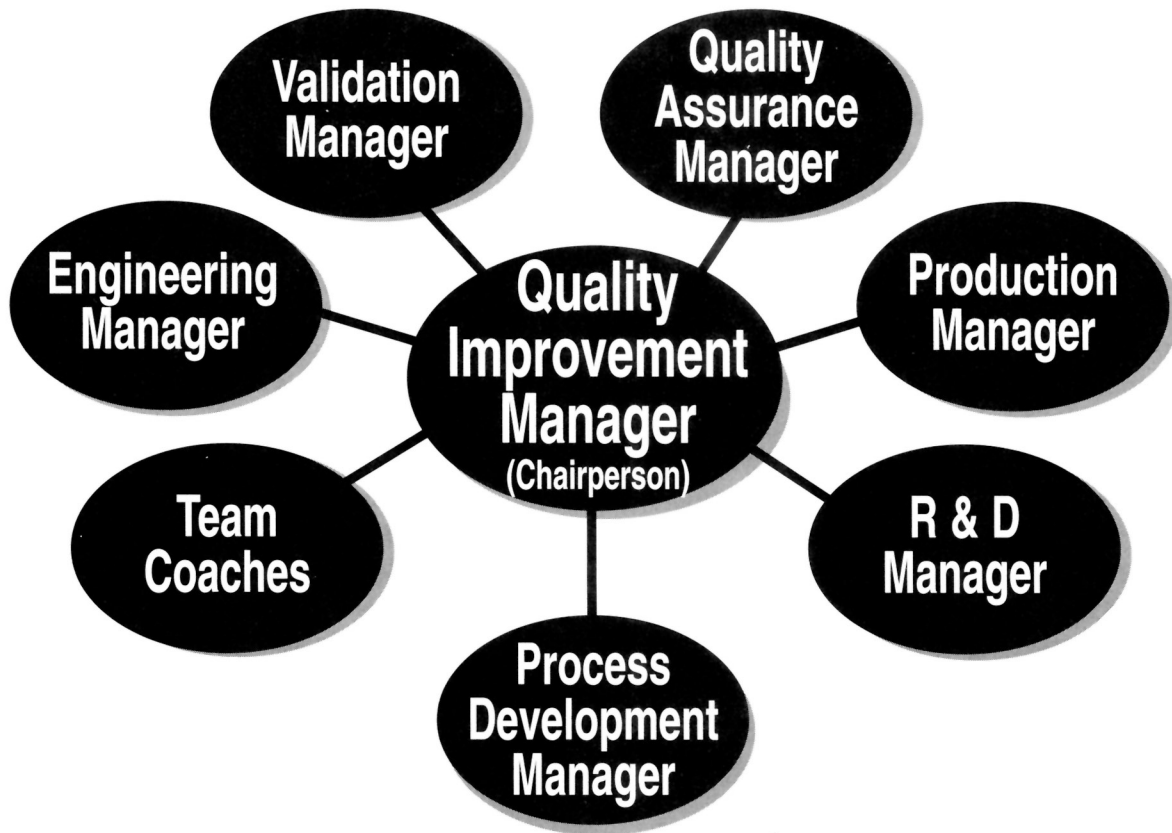 Validation
Manager
Quality
Assurance
Manager
Engineering
Manager
Quality
Improvement
Manager
(Chairperson)
Production
Manager
Team
Coaches
R & D
Manager
Process
Development
Manager